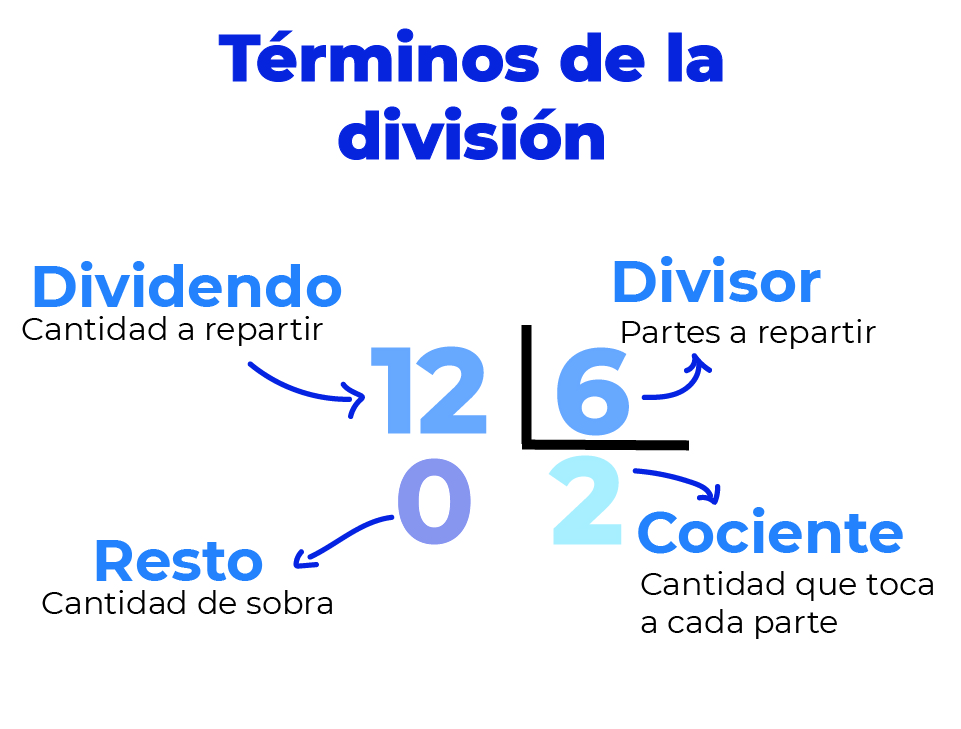 Términos de la
división
Dividendo
Cantidad a repartir
Divisor
Partes a repartir
12
6
0
2
Resto
Cantidad de sobra
Cociente
Cantidad que toca
a cada parte